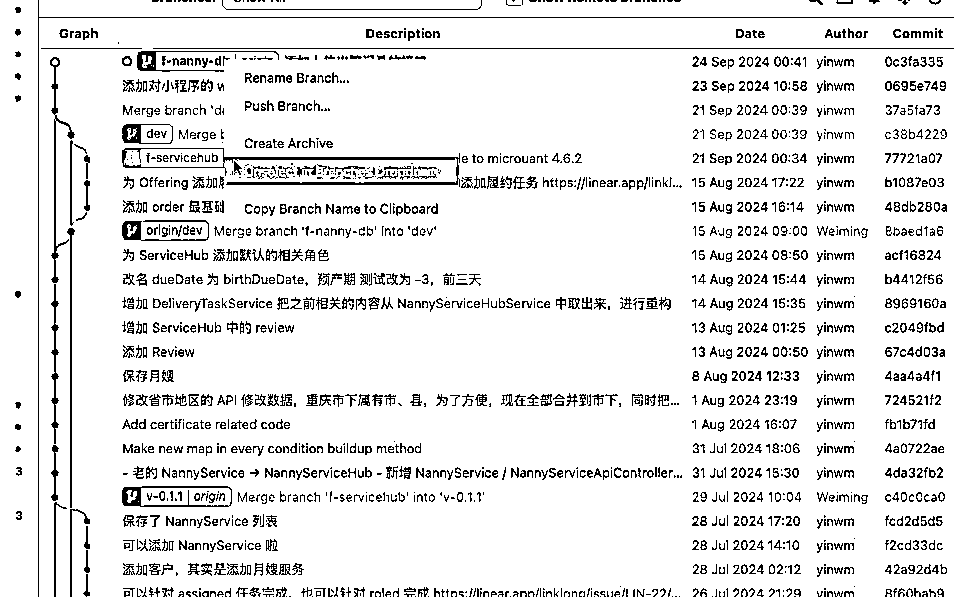 Graph Description Date Author Commit
f-nanny-db 24 Sep 2024 00:41 yinwm 0c3fa335
添加对小程序的 23 Sep 2024 10:58 yinwm 0695e749
Rename Branch...
Push Branch...
Create Archive
Copy Branch Name to Clipboard
Merge branch 21 Sep 2024 00:39 yinwm 37a5fa73
dev Merge 21 Sep 2024 00:39 yinwm c38b4229
f-servicehub to microuant 4.6.2 21 Sep 2024 00:34 yinwm 77721a07
为 Offering 添加 添加履约任务 https://linear.app/linkl... 15 Aug 2024 17:22 yinwm b1087e03
添加 order 最基础 15 Aug 2024 16:14 yinwm 48db280a
origin/dev Merge branch 'f-nanny-db' into 'dev' 15 Aug 2024 09:00 Weiming 8baed1a6
为 ServiceHub 添加默认的相关角色 15 Aug 2024 08:50 yinwm acf16824
改名 dueDate 为 birthDueDate，预产期 测试改为 -3，前三天 14 Aug 2024 15:44 yinwm b4412f56
增加 DeliveryTaskService 把之前相关的内容从 NannyServiceHubService 中取出来，进行重构 14 Aug 2024 15:35 yinwm 8969160a
增加 ServiceHub 中的 review 13 Aug 2024 01:25 yinwm c2049fbd
添加 Review 13 Aug 2024 00:50 yinwm 67c4d03a
保存月嫂 8 Aug 2024 12:33 yinwm 4aa4a4f1
修改省市地区的 API 修改数据，重庆市下属有市、县，为了方便，现在全部合并到市下，同时把... 1 Aug 2024 23:19 yinwm 724521f2
Add certificate related code 1 Aug 2024 16:07 yinwm fb1b71fd
Make new map in every condition buildup method 31 Jul 2024 18:06 yinwm 4a0722ae
3 - 老的 NannyService → NannyServiceHub - 新增 NannyService / NannyServiceApiController... 31 Jul 2024 15:30 yinwm 4da32fb2
v-0.1.1 origin Merge branch 'f-servicehub' into 'v-0.1.1' 29 Jul 2024 10:04 Weiming c40c0ca0
3 保存了 NannyService 列表 28 Jul 2024 17:20 yinwm fcd2d5d5
可以添加 NannyService 啦 28 Jul 2024 14:10 yinwm f2cd33dc
添加客户，其实是添加月嫂服务 28 Jul 2024 02:12 yinwm 42a92d4b
可以针对 assigned 任务完成，也可以针对 roled 完成 https://linear.app/linklong/issue/LIN-22/... 26 Jul 2024 21:29 yinwm 8f60bab9